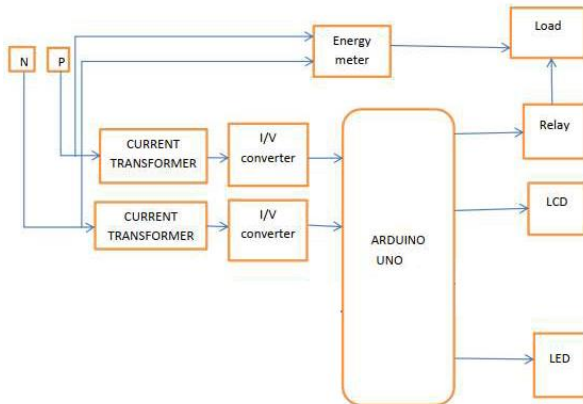 Energy
meter
Load
N
P
Relay
CURRENT
TRANSFORMER
I/V
converter
CURRENT
TRANSFORMER
I/V
converter
LCD
ARDUINO
UNO
LED